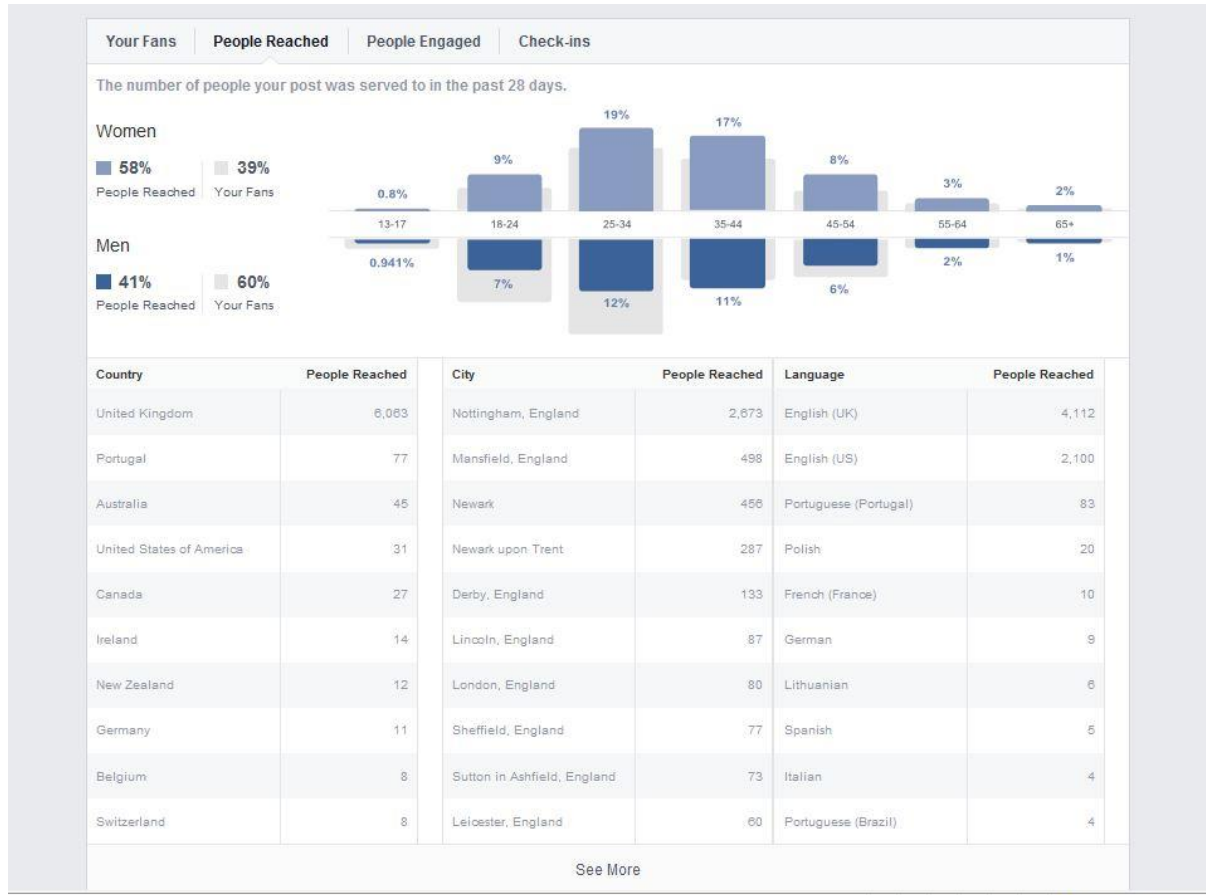 Your Fans People Reached People Engaged Check-ins
The number of people your post was served to in the past 28 days.
Women
58% 39%
People Reached Your Fans
0.8% 9% 19% 17% 8% 3% 2%
13-17 18-24 25-34 35-44 45-54 55-64 65+
Men
41% 60%
People Reached Your Fans
0.941% 7% 12% 11% 6% 2% 1%
Country People Reached City People Reached Language People Reached
United Kingdom 6,063 Nottingham, England 2,673 English (UK) 4,112
Portugal 77 Mansfield, England 498 English (US) 2,100
Australia 45 Newark 456 Portuguese (Portugal) 83
United States of America 31 Newark upon Trent 287 Polish 20
Canada 27 Derby, England 133 French (France) 10
Ireland 14 Lincoln, England 87 German 9
New Zealand 12 London, England 80 Lithuanian 6
Germany 11 Sheffield, England 77 Spanish 5
Belgium 8 Sutton in Ashfield, England 73 Italian 4
Switzerland 8 Leicester, England 60 Portuguese (Brazil) 4
See More